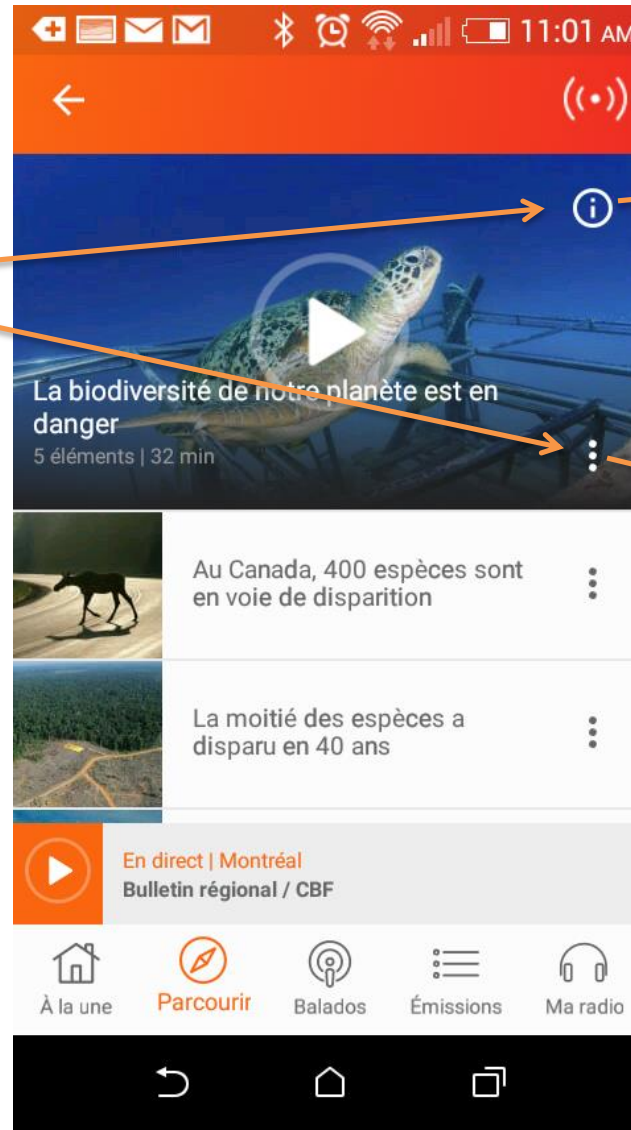 11:01 AM
La biodiversité de notre planète est en
danger
5 éléments | 32 min
Au Canada, 400 espèces sont
en voie de disparition
La moitié des espèces a
disparu en 40 ans
En direct | Montréal
Bulletin régional / CBF
À la une
Parcourir
Balados
Émissions
Ma radio